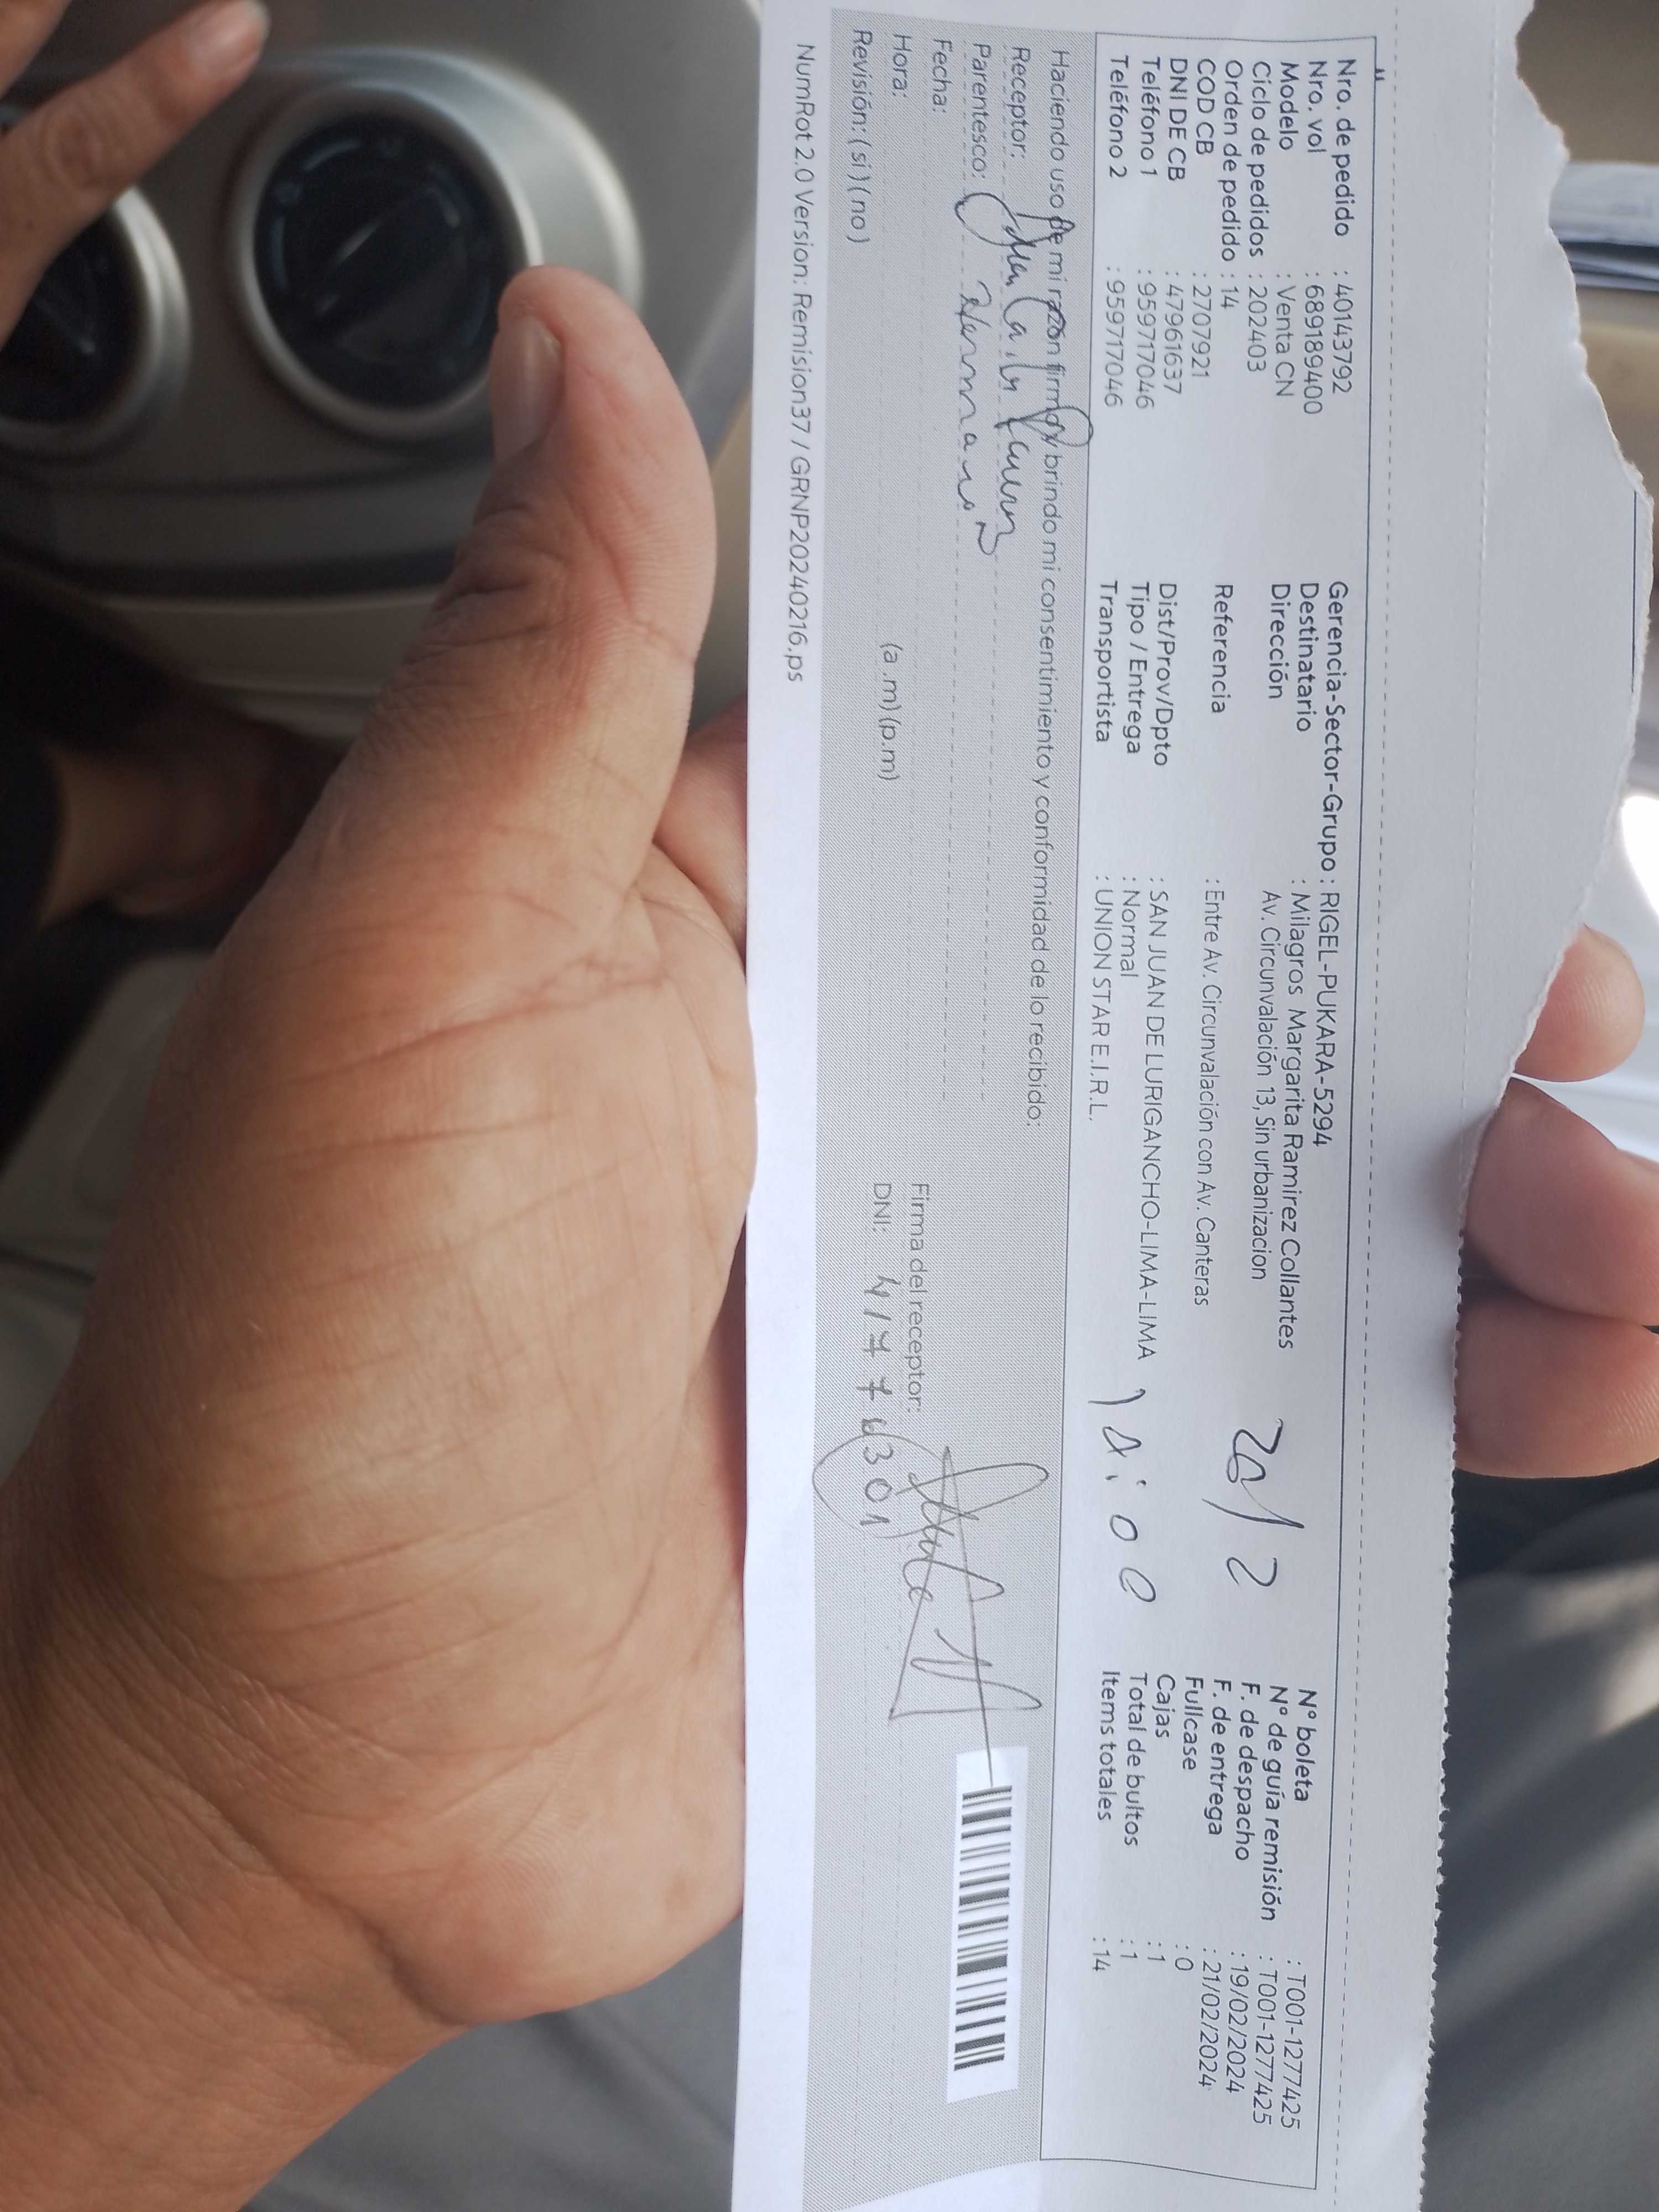 Nro. de pedido : 40143792
Nro. vol : 689189400
Modelo : Venta CN
Ciclo de pedidos : 202403
Orden de pedido : 14
COD CB : 2707921
DNI DE CB : 47961637
Teléfono 1 : 959717046
Teléfono 2 : 959717046
Gerencia-Sector-Grupo : RIGEL-PUKARA-5294
Destinatario : Milagros Margarita Ramirez Collantes
Dirección Av. Circunvalación 13, Sin urbanizacion
Referencia : Entre Av. Circunvalación con Av. Canteras
Dist/Prov/Dpto : SAN JUAN DE LURIGANCHO-LIMA-LIMA
Tipo / Entrega : Normal
Transportista : UNION STAR E.I.R.L.
20/2
14:00
N° boleta : T001-1277425
N° de guía remisión : T001-1277425
F. de despacho : 19/02/2024
F. de entrega : 21/02/2024
Fullcase : 0
Cajas : 1
Total de bultos : 1
Items totales : 14
Haciendo uso de mi razón firmo y brindo mi consentimiento y conformidad de lo recibido:
Receptor:
Parentesco: Hermano
Fecha:
Hora: (a.m) (p.m)
Revisión: (si) (no)
Firma del receptor:
DNI: 41776301
NumRot 2.0 Version: Remision37 / GRNP20240216.ps